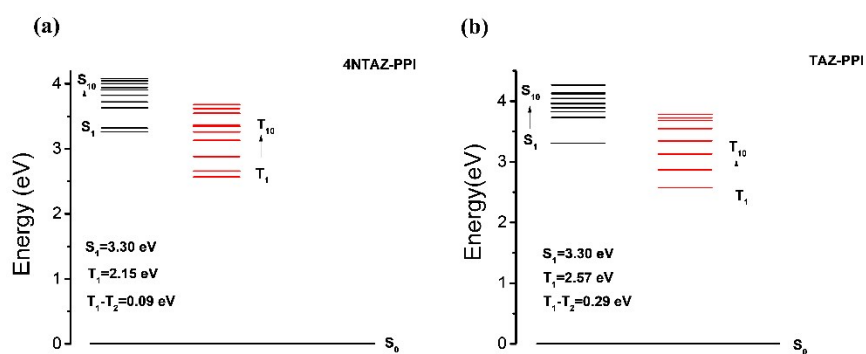 (a)
4NTAZ-PPI
Energy (eV)
4
3
2
1
0
S₁₀
S₁
T₁₀
T₁
S₁=3.30 eV
T₁=2.15 eV
T₁-T₂=0.09 eV
S₀
(b)
TAZ-PPI
Energy(eV)
4
3
2
1
0
S₁₀
S₁
T₁₀
T₁
S₁=3.30 eV
T₁=2.57 eV
T₁-T₂=0.29 eV
S₀